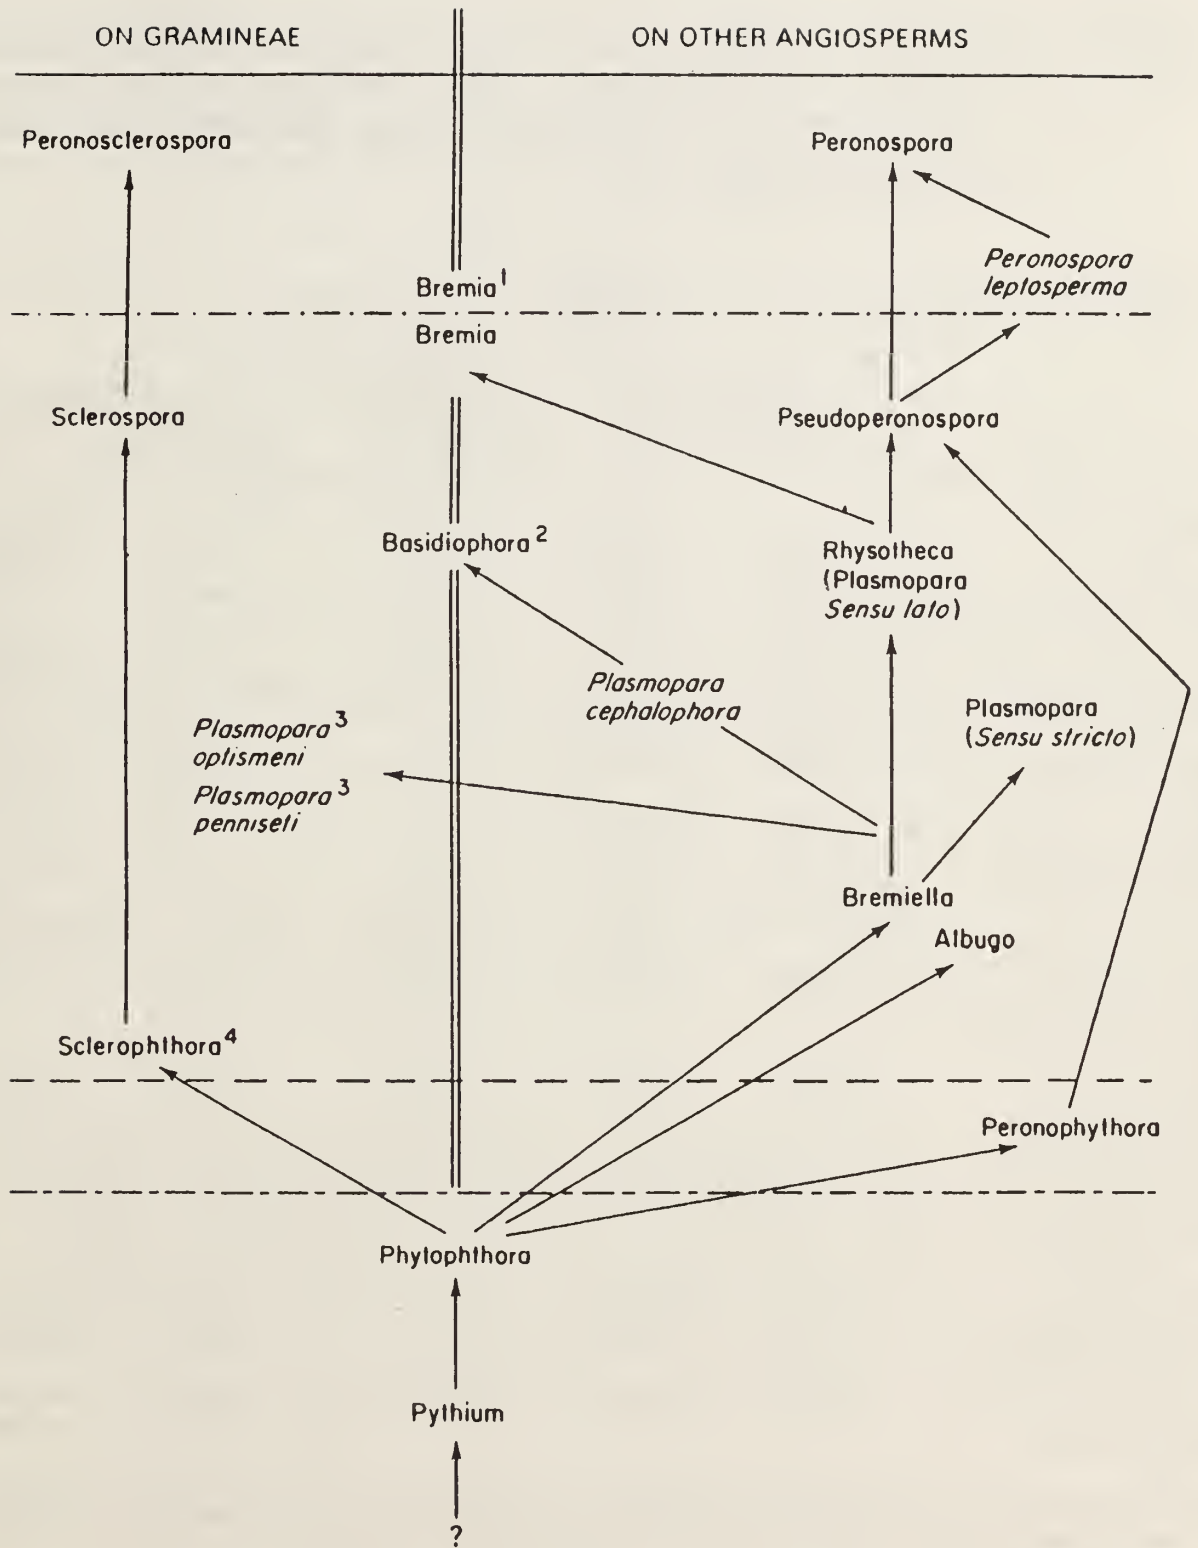 ON GRAMINEAE
ON OTHER ANGIOSPERMS
Peronosclerospora
Peronospora
Peronospora
leptosperma
Bremia¹
Bremia
Sclerospora
Pseudoperonospora
Basidiophora²
Rhysotheca
(Plasmopara
Sensu lato)
Plasmopara
cephalophora
Plasmopara
(Sensu stricto)
Plasmopara³
optismeni
Plasmopara³
penniseti
Bremiella
Albugo
Sclerophthora⁴
Peronophythora
Phytophthora
Pythium
?